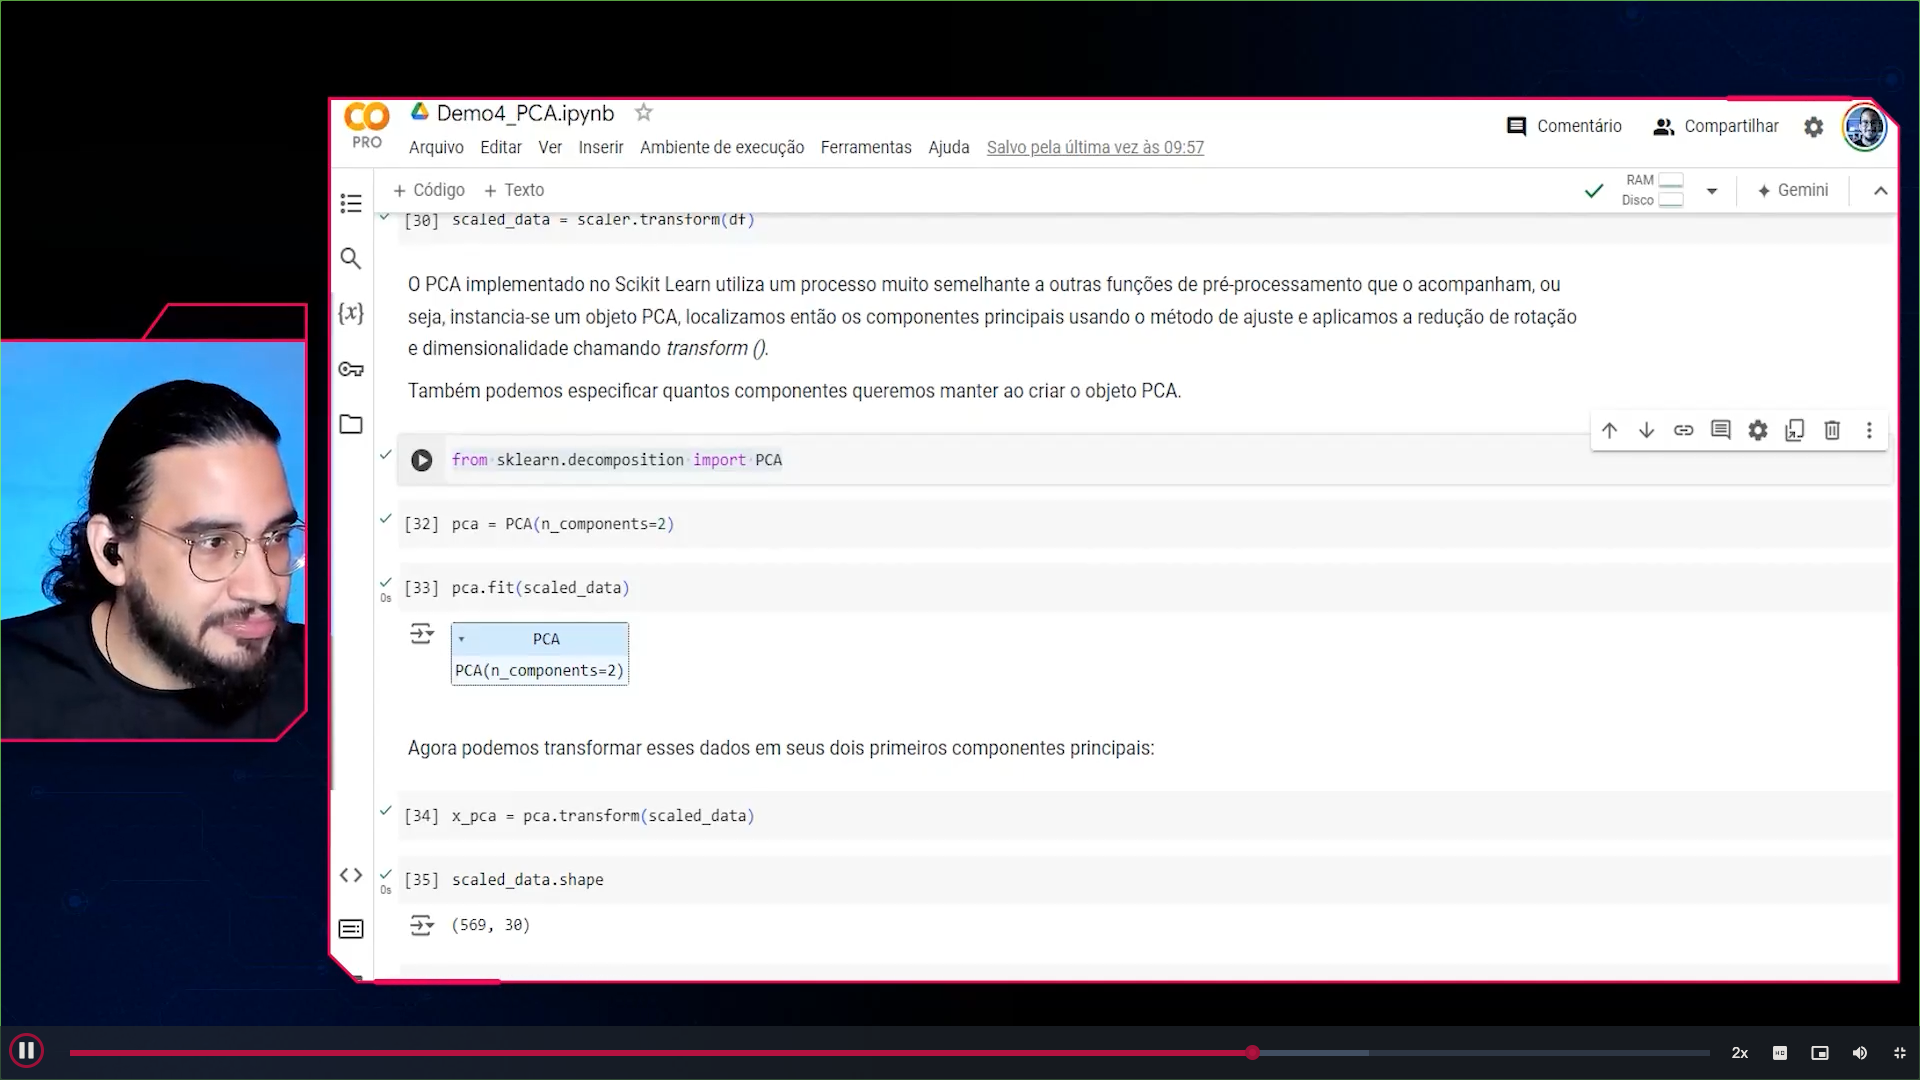 CO
PRO
Demo4_PCA.ipynb
Arquivo Editar Ver Inserir Ambiente de execução Ferramentas Ajuda Salvo pela última vez às 09:57
Comentário
Compartilhar
+ Código + Texto
RAM
Disco
Gemini
[30] scaled_data = scaler.transform(df)
O PCA implementado no Scikit Learn utiliza um processo muito semelhante a outras funções de pré-processamento que o acompanham, ou
seja, instancia-se um objeto PCA, localizamos então os componentes principais usando o método de ajuste e aplicamos a redução de rotação
e dimensionalidade chamando transform ().
Também podemos especificar quantos componentes queremos manter ao criar o objeto PCA.
{x}
from sklearn.decomposition import PCA
[32] pca = PCA(n_components=2)
[33] pca.fit(scaled_data)
0s
PCA
PCA(n_components=2)
Agora podemos transformar esses dados em seus dois primeiros componentes principais:
[34] x_pca = pca.transform(scaled_data)
[35] scaled_data.shape
0s
(569, 30)
2x
HD